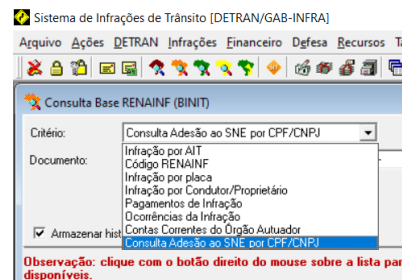 Sistema de Infrações de Trânsito [DETRAN/GAB-INFRA]
Arquivo Ações DETRAN Infrações Financeiro Defesa Recursos
Consulta Base RENAINF (BINIT)
Critério: Consulta Adesão ao SNE por CPF/CNPJ
Documento:
Infração por AIT
Código RENAINF
Infração por placa
Infração por Condutor/Proprietário
Pagamentos de Infração
Ocorrências da Infração
Contas Correntes do Órgão Autuador
Consulta Adesão ao SNE por CPF/CNPJ
Armazenar hist
Observação: clique com o botão direito do mouse sobre a lista par
disponíveis.